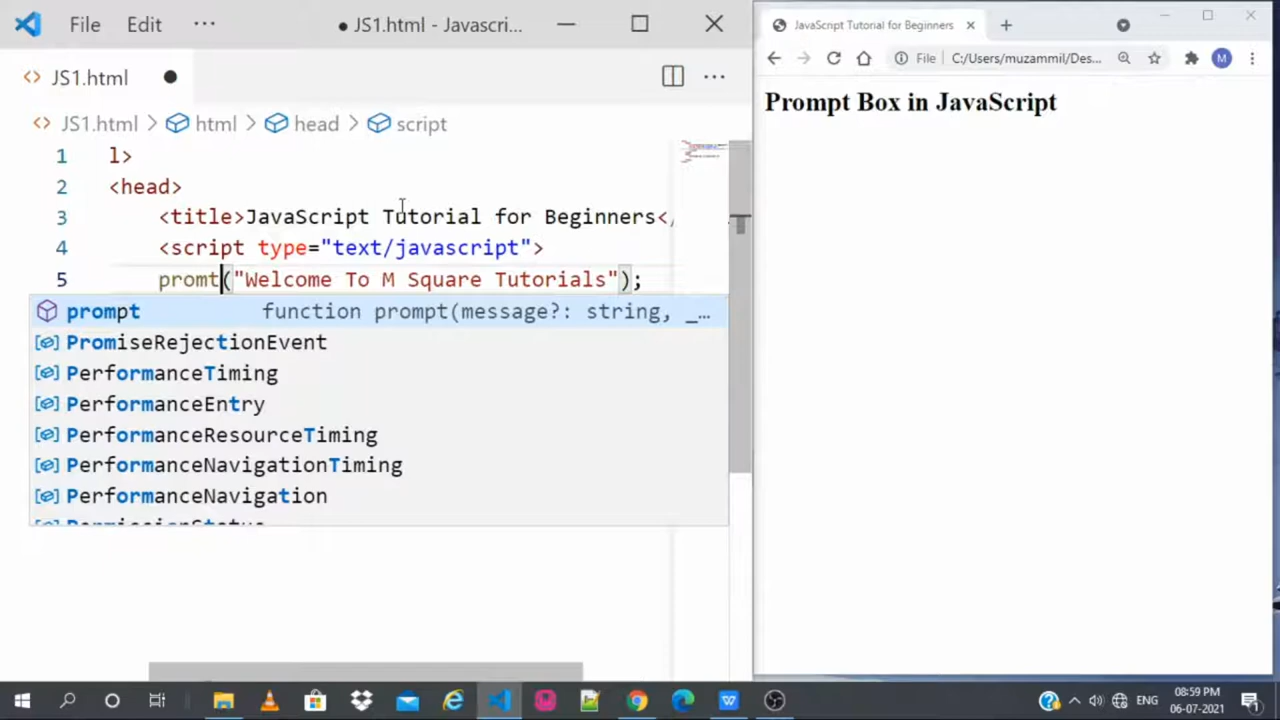 File Edit ··· ● JS1.html - Javascri...
JS1.html ●
JS1.html > html > head > script
1 l>
2 <head>
3 <title>JavaScript Tutorial for Beginners</
4 <script type="text/javascript">
5 promt("Welcome To M Square Tutorials");
prompt function prompt(message?: string, _…
PromiseRejectionEvent
PerformanceTiming
PerformanceEntry
PerformanceResourceTiming
PerformanceNavigationTiming
PerformanceNavigation
PermissionStatus
JavaScript Tutorial for Beginners
File C:/Users/muzammil/Des... M
Prompt Box in JavaScript
ENG
08:59 PM
06-07-2021
1